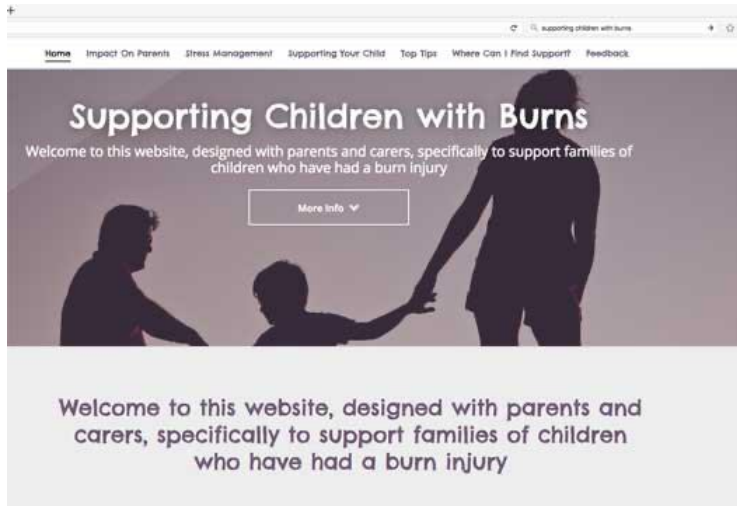 supporting children with burns
Home Impact On Parents Stress Management Supporting Your Child Top Tips Where Can I Find Support? Feedback
Supporting Children with Burns
Welcome to this website, designed with parents and carers, specifically to support families of
children who have had a burn injury
More Info
Welcome to this website, designed with parents and
carers, specifically to support families of children
who have had a burn injury